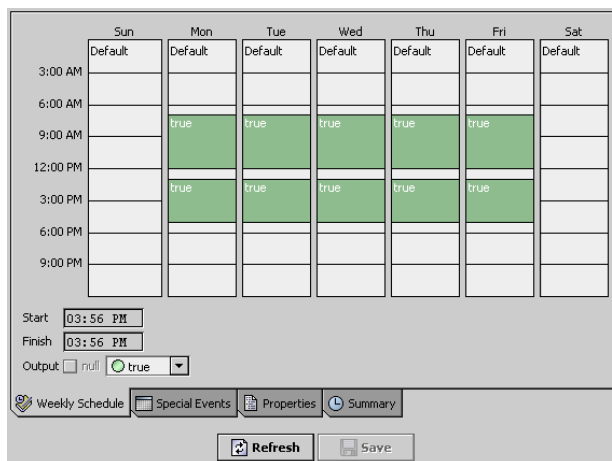 Sun Mon Tue Wed Thu Fri Sat
Default Default Default Default Default Default Default
3:00 AM
6:00 AM
true true true true true
9:00 AM
12:00 PM
true true true true true
3:00 PM
6:00 PM
9:00 PM
Start 03:56 PM
Finish 03:56 PM
Output null true
Weekly Schedule Special Events Properties Summary
Refresh Save